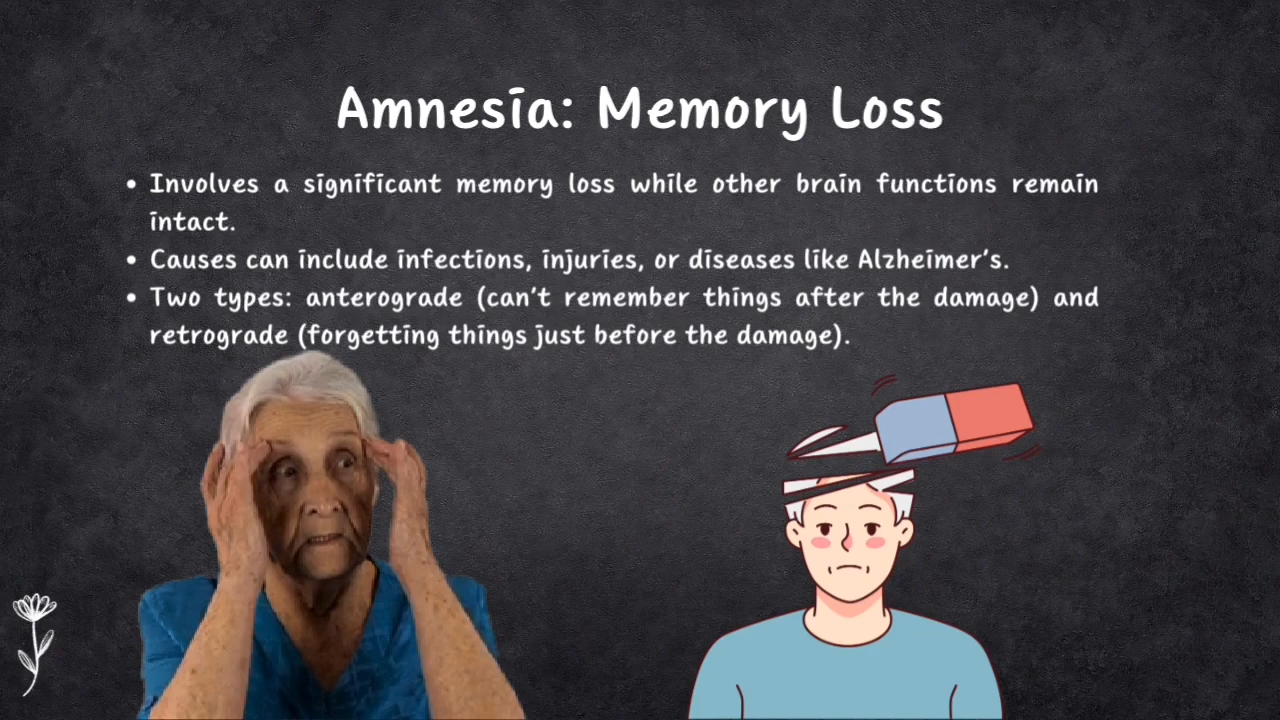 Amnesia: Memory Loss
• Involves a significant memory loss while other brain functions remain
intact.
• Causes can include infections, injuries, or diseases like Alzheimer's.
• Two types: anterograde (can't remember things after the damage) and
retrograde (forgetting things just before the damage).